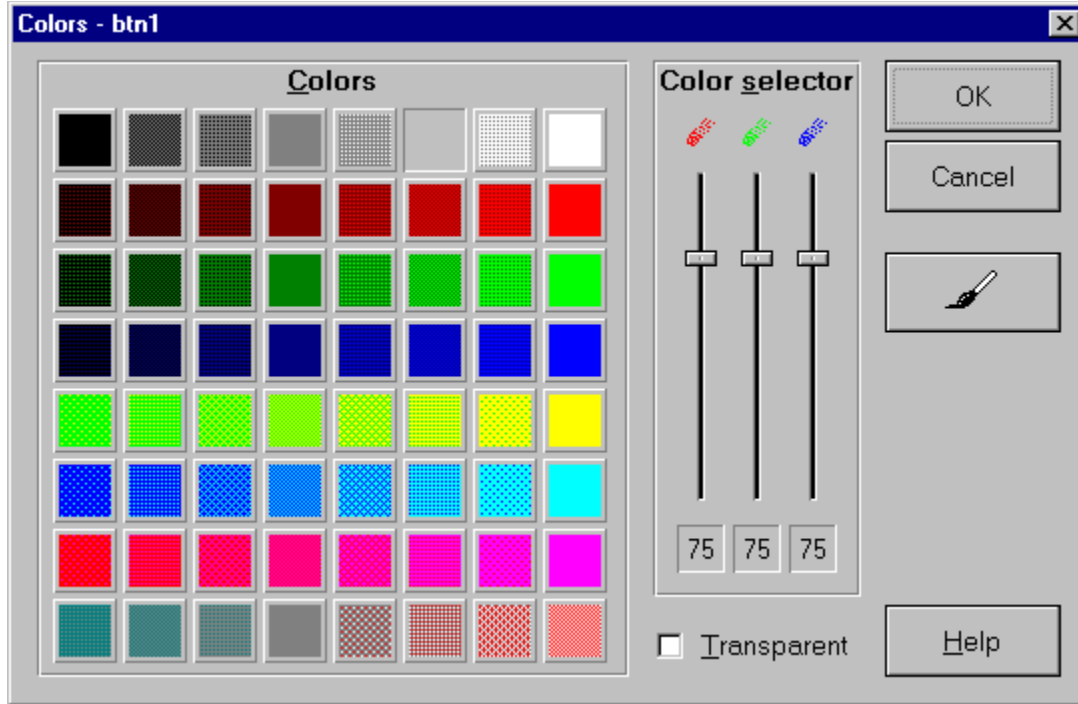 Colors - btn1
Colors
Color selector
OK
Cancel
75 75 75
Transparent
Help